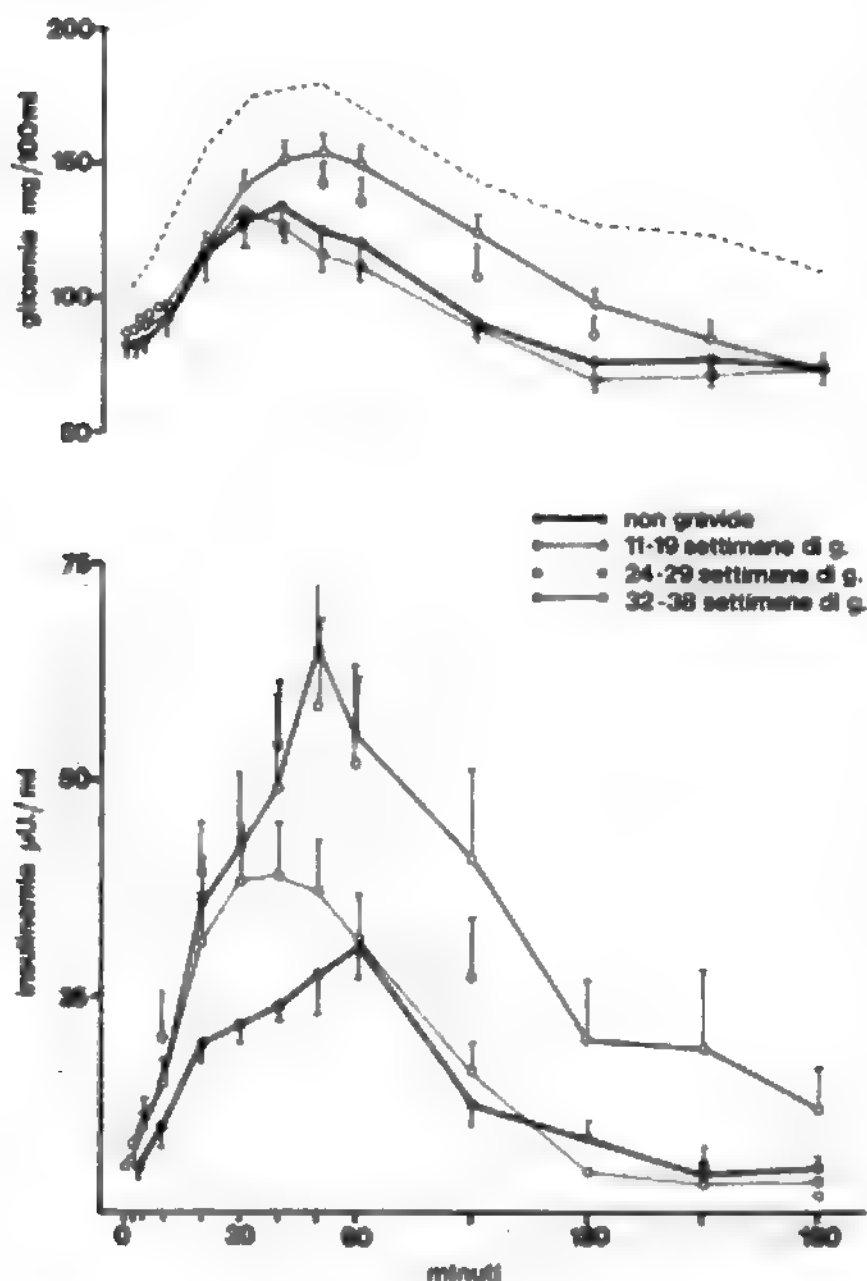 200
150
glicemia mg/100ml
100
50
non gravide
11-19 settimane di g.
24-29 settimane di g.
32-38 settimane di g.
75
50
insulinemia µU/ml
25
0 30 60 120 180
minuti